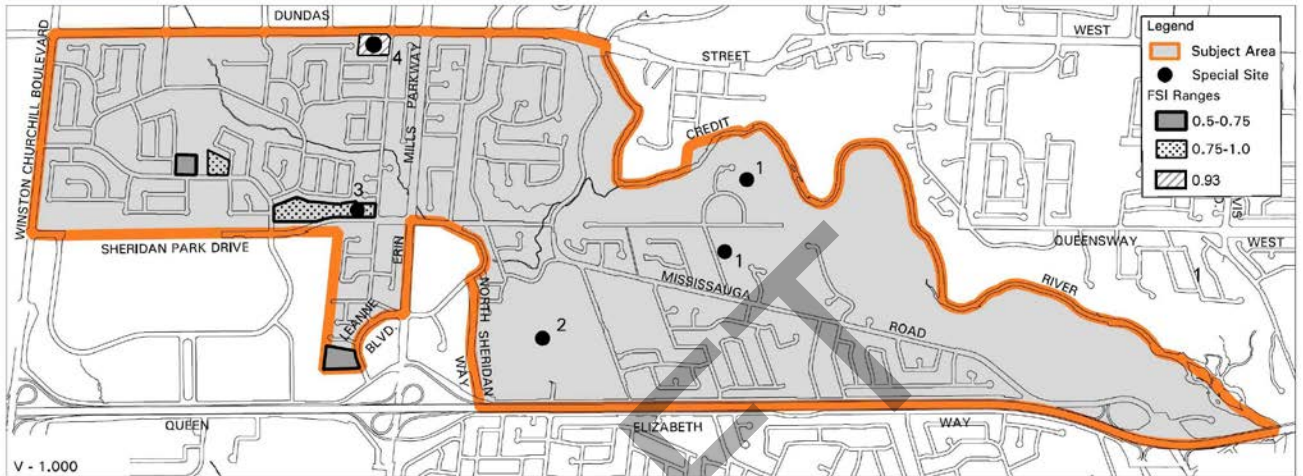 DUNDAS
STREET
WEST
WINSTON CHURCHILL BOULEVARD
4
MILLS PARKWAY
ERIN
3
SHERIDAN PARK DRIVE
LEANNE
BLVD.
NORTH SHERIDAN
WAY
CREDIT
RIVER
1
1
2
MISSISSAUGA
ROAD
QUEENSWAY
WEST
VIS
1
QUEEN
ELIZABETH
WAY
Legend
Subject Area
Special Site
FSI Ranges
0.5-0.75
0.75-1.0
0.93
ET
V - 1.000